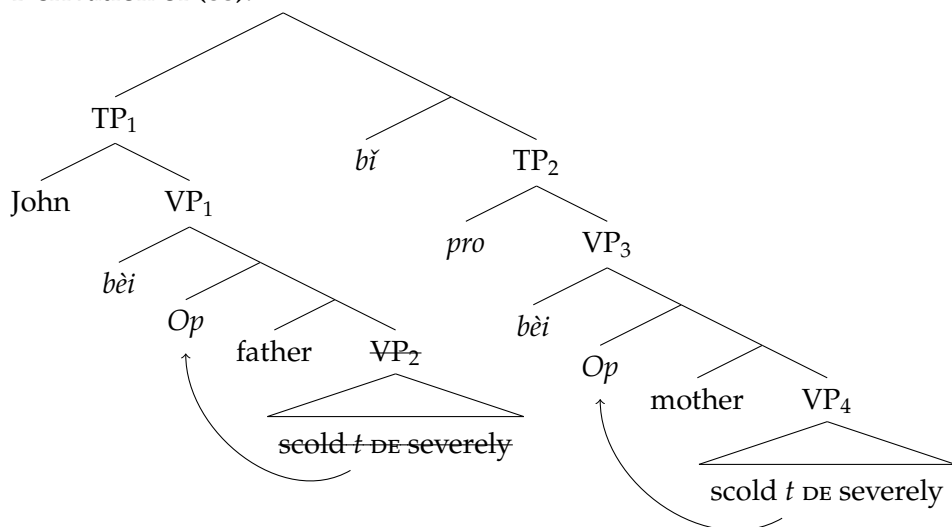 TP₁
bǐ TP₂
John VP₁
pro VP₃
bèi
Op bèi
father VP₂ Op
mother VP₄
scold t DE severely
scold t DE severely